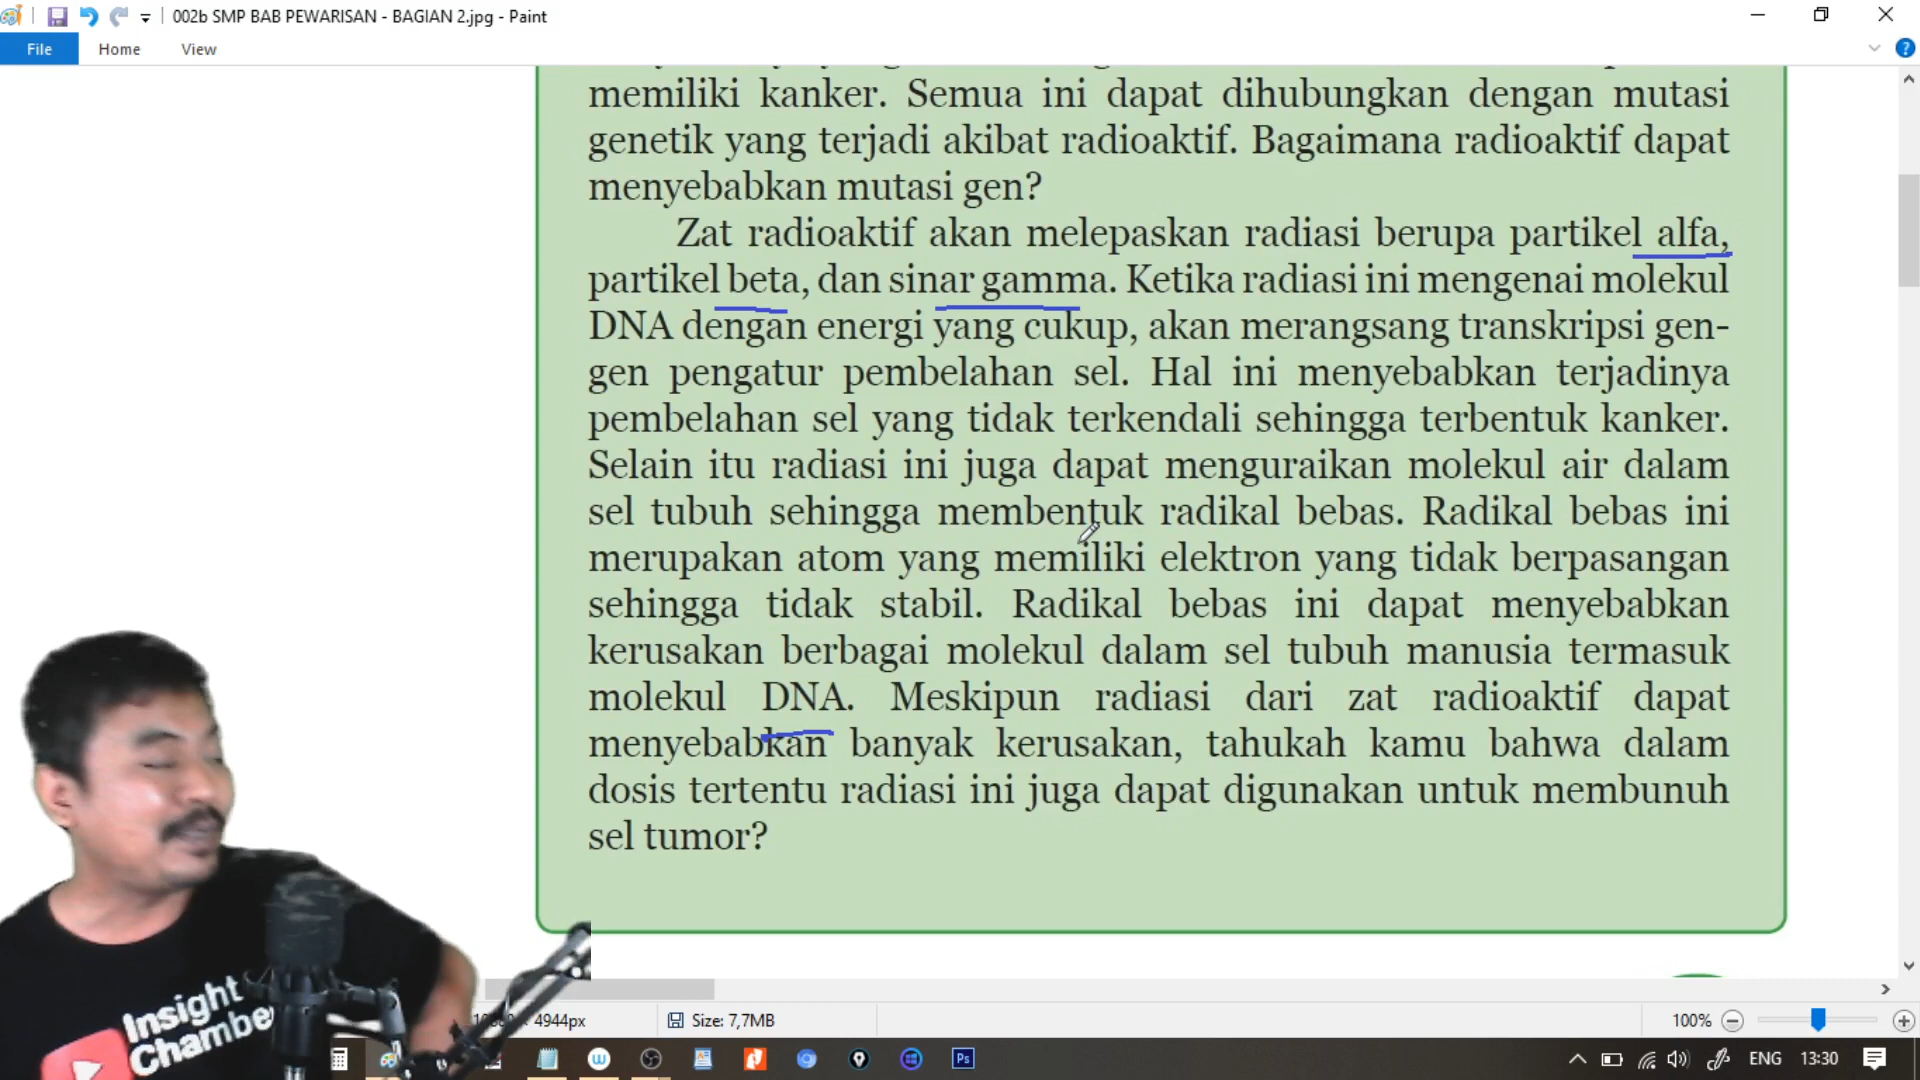 002b SMP BAB PEWARISAN - BAGIAN 2.jpg - Paint
File Home View
memiliki kanker. Semua ini dapat dihubungkan dengan mutasi
genetik yang terjadi akibat radioaktif. Bagaimana radioaktif dapat
menyebabkan mutasi gen?
Zat radioaktif akan melepaskan radiasi berupa partikel alfa,
partikel beta, dan sinar gamma. Ketika radiasi ini mengenai molekul
DNA dengan energi yang cukup, akan merangsang transkripsi gen-
gen pengatur pembelahan sel. Hal ini menyebabkan terjadinya
pembelahan sel yang tidak terkendali sehingga terbentuk kanker.
Selain itu radiasi ini juga dapat menguraikan molekul air dalam
sel tubuh sehingga membentuk radikal bebas. Radikal bebas ini
merupakan atom yang memiliki elektron yang tidak berpasangan
sehingga tidak stabil. Radikal bebas ini dapat menyebabkan
kerusakan berbagai molekul dalam sel tubuh manusia termasuk
molekul DNA. Meskipun radiasi dari zat radioaktif dapat
menyebabkan banyak kerusakan, tahukah kamu bahwa dalam
dosis tertentu radiasi ini juga dapat digunakan untuk membunuh
sel tumor?
Insight
Chamber
4944px Size: 7,7MB 100%
Ps ENG 13:30